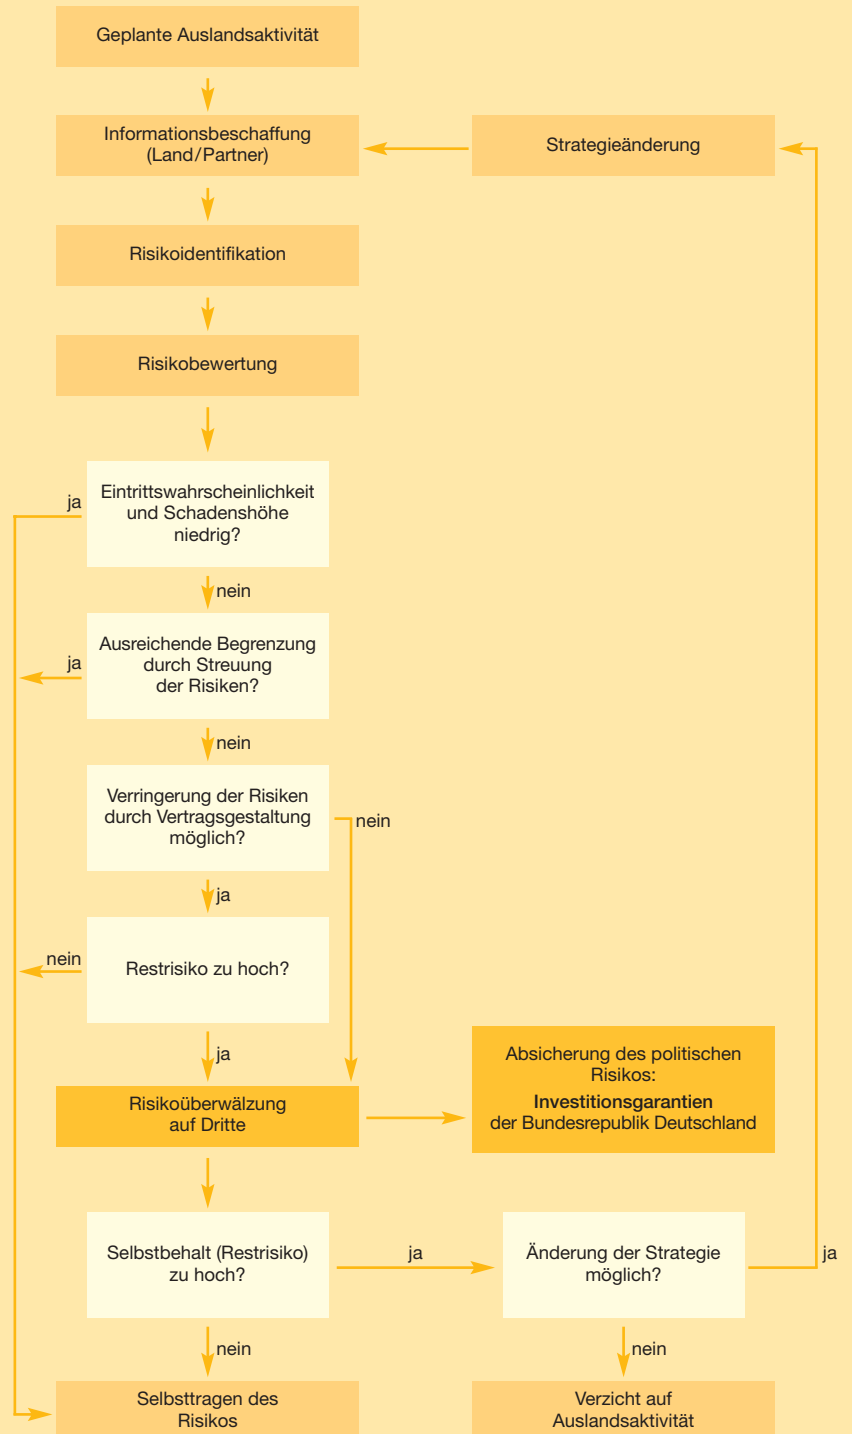 Geplante Auslandsaktivität
Informationsbeschaffung
(Land/Partner)
Strategieänderung
Risikoidentifikation
Risikobewertung
Eintrittswahrscheinlichkeit
und Schadenshöhe
niedrig?
ja
nein
Ausreichende Begrenzung
durch Streuung
der Risiken?
ja
nein
Verringerung der Risiken
durch Vertragsgestaltung
möglich?
nein
ja
Restrisiko zu hoch?
nein
ja
Risikoüberwälzung
auf Dritte
Absicherung des politischen
Risikos:
Investitionsgarantien
der Bundesrepublik Deutschland
Selbstbehalt (Restrisiko)
zu hoch?
ja
Änderung der Strategie
möglich?
ja
nein
nein
Selbsttragen des
Risikos
Verzicht auf
Auslandsaktivität